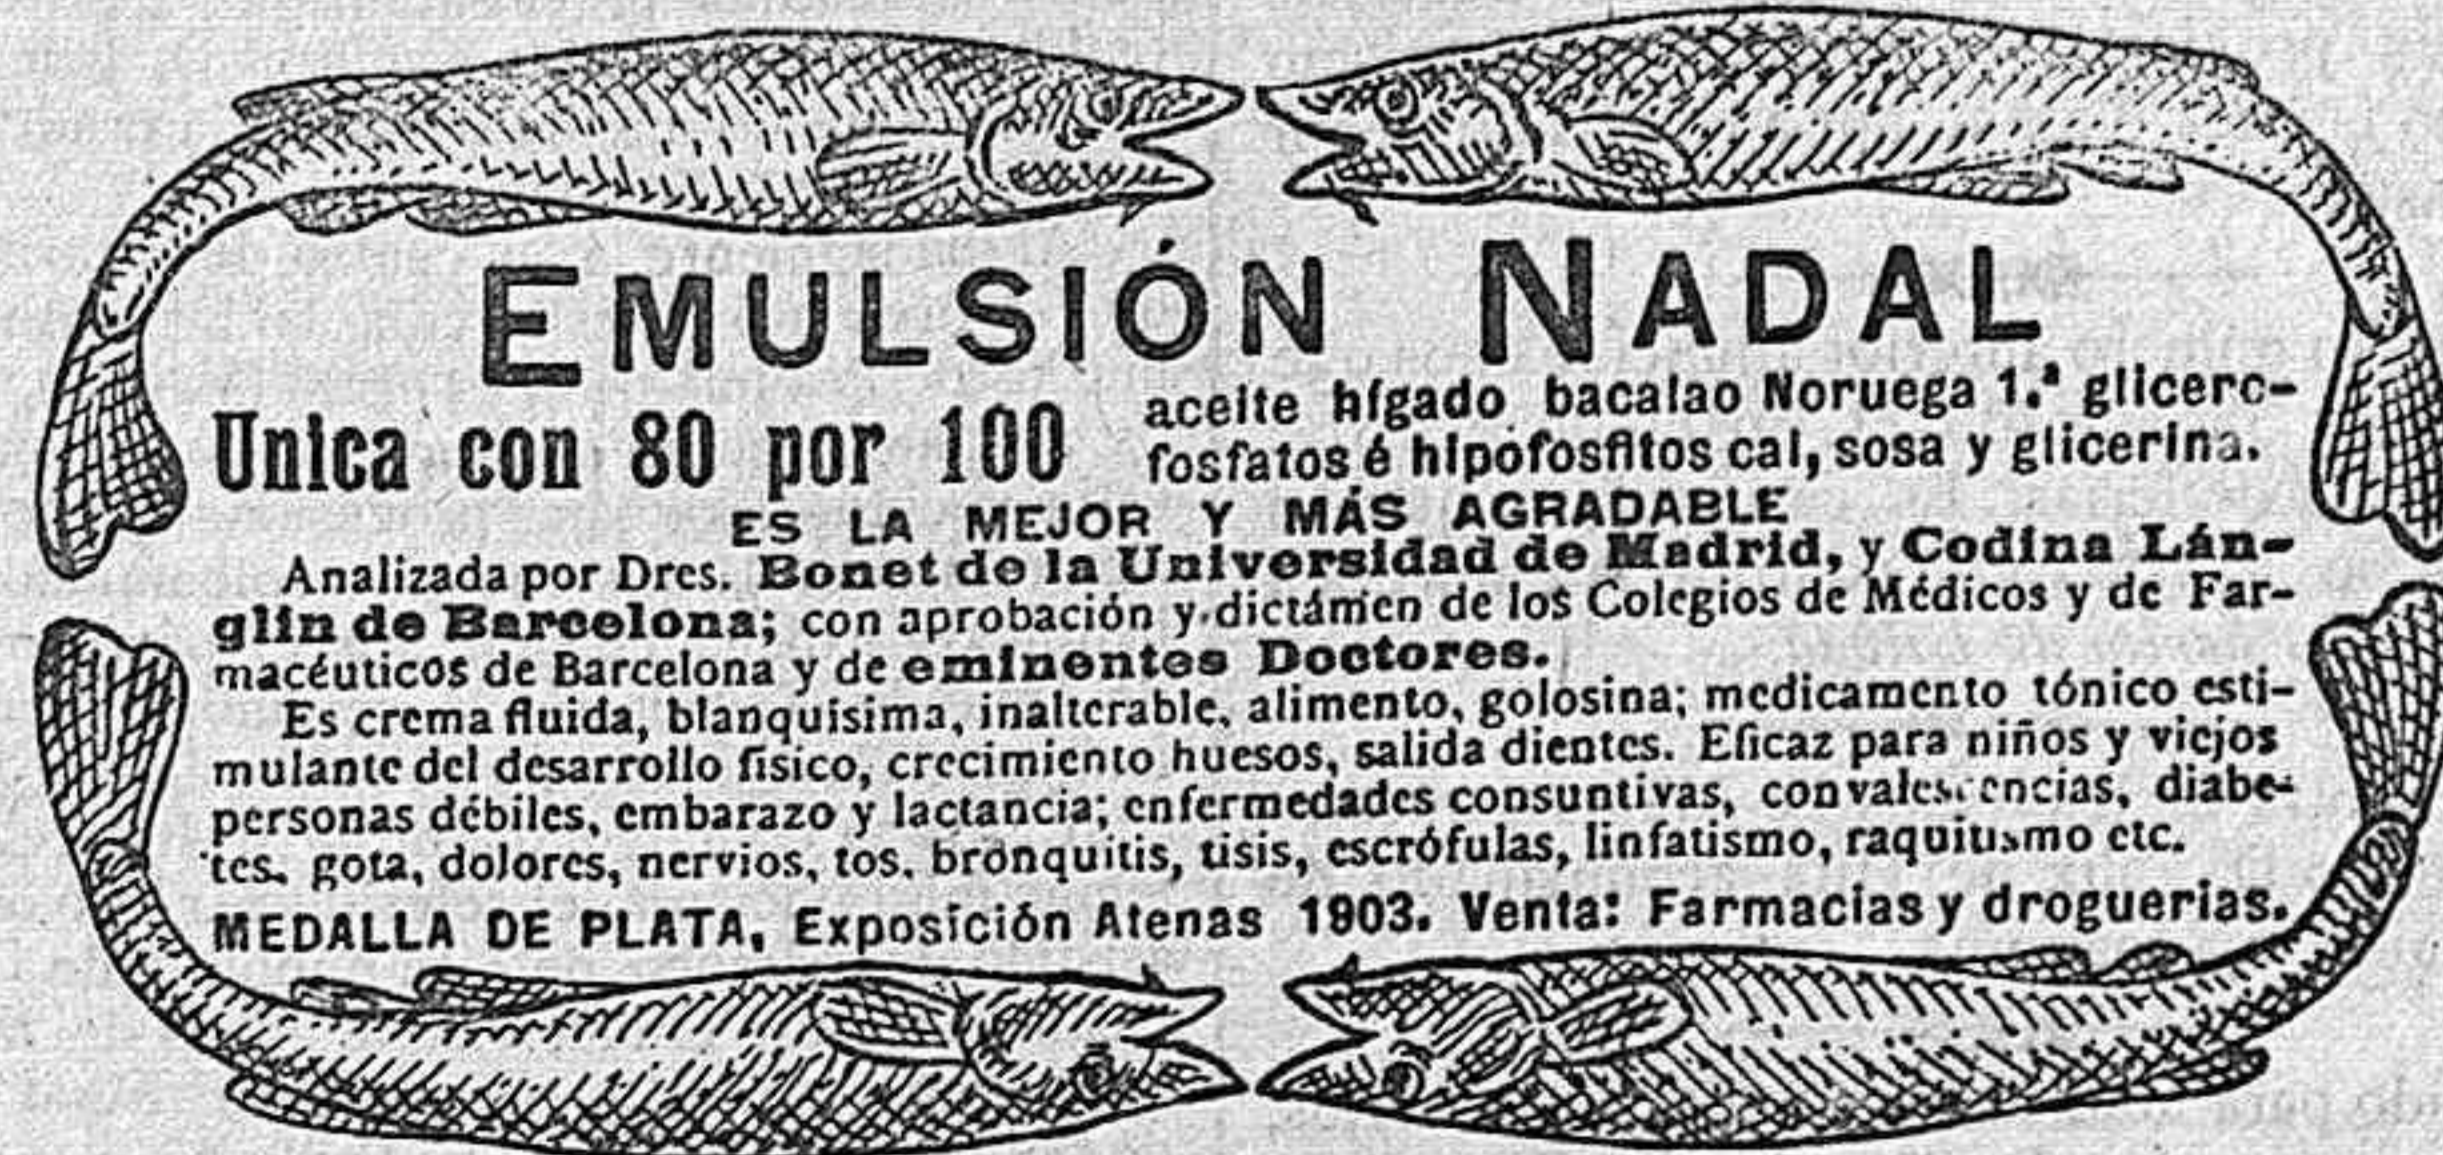 EMULSIÓN NADAL
Unica con 80 por 100 aceite hígado bacalao Noruega 1.ª glicero-
fosfatos é hipofosfitos cal, sosa y glicerina.
ES LA MEJOR Y MÁS AGRADABLE
Analizada por Dres. Bonet de la Universidad de Madrid, y Codina Län-
glin de Barcelona; con aprobación y dictámen de los Colegios de Médicos y de Far-
macéuticos de Barcelona y de eminentes Doctores.
Es crema fluida, blanquísima, inalterable, alimento, golosina; medicamento tónico esti-
mulante del desarrollo físico, crecimiento huesos, salida dientes. Eficaz para niños y viejos
personas débiles, embarazo y lactancia; enfermedades consuntivas, convalescencias, diabe-
tes, gota, dolores, nervios, tos, bronquitis, tisis, escrófulas, linfatismo, raquitismo etc.
MEDALLA DE PLATA, Exposición Atenas 1903. Venta: Farmacias y droguerias.